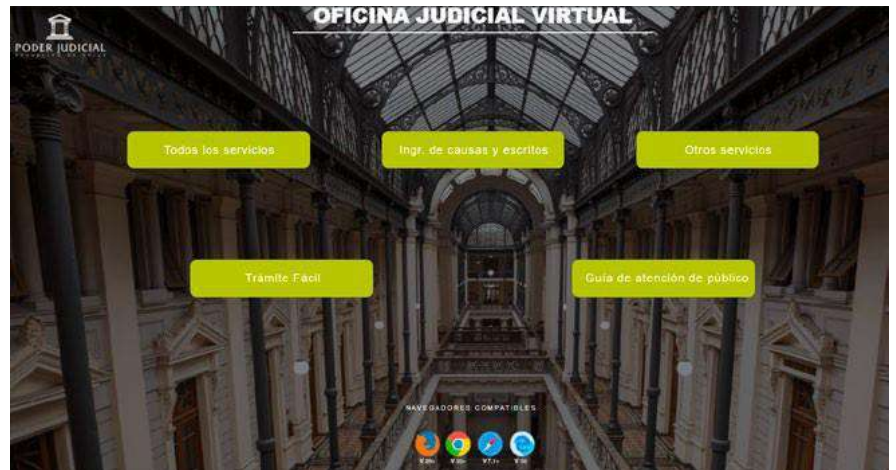 OFICINA JUDICIAL VIRTUAL
PODER JUDICIAL
Todos los servicios
Ingr. de causas y escritos
Otros servicios
Trámite Fácil
Guía de atención de público
NAVEGADORES COMPATIBLES